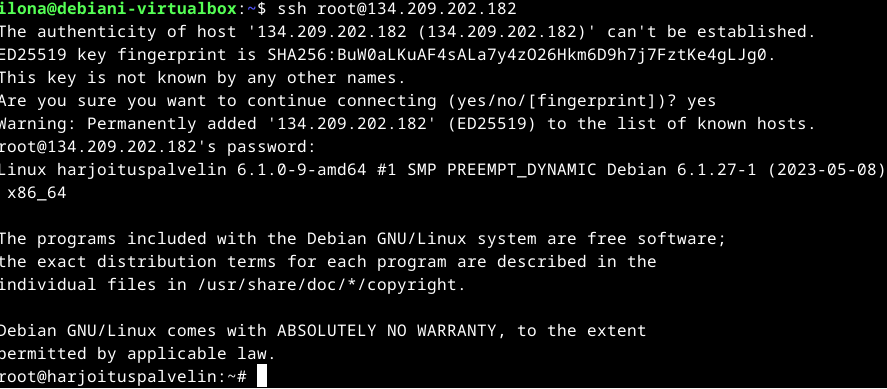 ilona@debiani-virtualbox:~$ ssh root@134.209.202.182
The authenticity of host '134.209.202.182 (134.209.202.182)' can't be established.
ED25519 key fingerprint is SHA256:BuW0aLKuAF4sALa7y4zO26Hkm6D9h7j7FztKe4gLJg0.
This key is not known by any other names.
Are you sure you want to continue connecting (yes/no/[fingerprint])? yes
Warning: Permanently added '134.209.202.182' (ED25519) to the list of known hosts.
root@134.209.202.182's password:
Linux harjoituspalvelin 6.1.0-9-amd64 #1 SMP PREEMPT_DYNAMIC Debian 6.1.27-1 (2023-05-08)
x86_64
The programs included with the Debian GNU/Linux system are free software;
the exact distribution terms for each program are described in the
individual files in /usr/share/doc/*/copyright.
Debian GNU/Linux comes with ABSOLUTELY NO WARRANTY, to the extent
permitted by applicable law.
root@harjoituspalvelin:~#